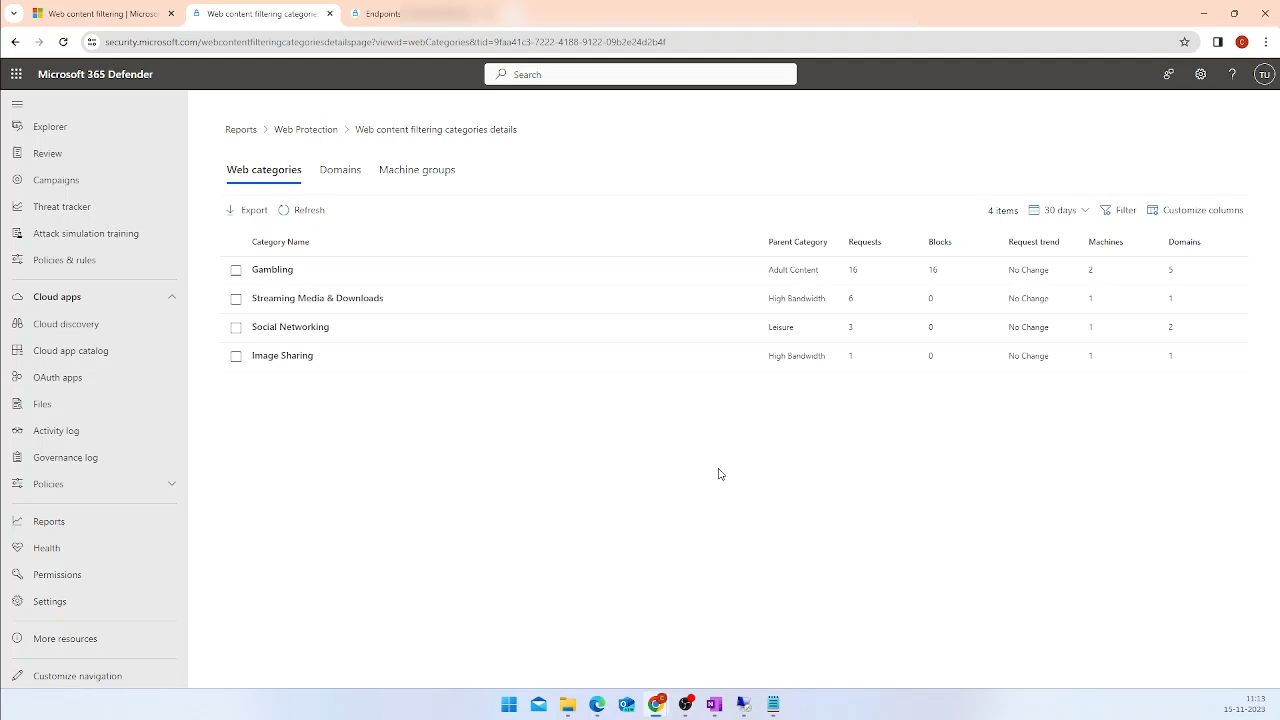 Web content filtering | Microsof
Web content filtering categories
Endpoints
security.microsoft.com/webcontentfilteringcategoriesdetailspage?viewid=webCategories&tid=9faa41c3-7222-4188-9122-09b2e24d2b4f
C
Microsoft 365 Defender
Search
TU
Explorer
Review
Campaigns
Threat tracker
Attack simulation training
Policies & rules
Cloud apps
Cloud discovery
Cloud app catalog
OAuth apps
Files
Activity log
Governance log
Policies
Reports
Health
Permissions
Settings
More resources
Customize navigation
Reports > Web Protection > Web content filtering categories details
Web categories Domains Machine groups
Export Refresh 4 items 30 days Filter Customize columns
Category Name Parent Category Requests Blocks Request trend Machines Domains
Gambling Adult Content 16 16 No Change 2 5
Streaming Media & Downloads High Bandwidth 6 0 No Change 1 1
Social Networking Leisure 3 0 No Change 1 2
Image Sharing High Bandwidth 1 0 No Change 1 1
11:13
15-11-2023